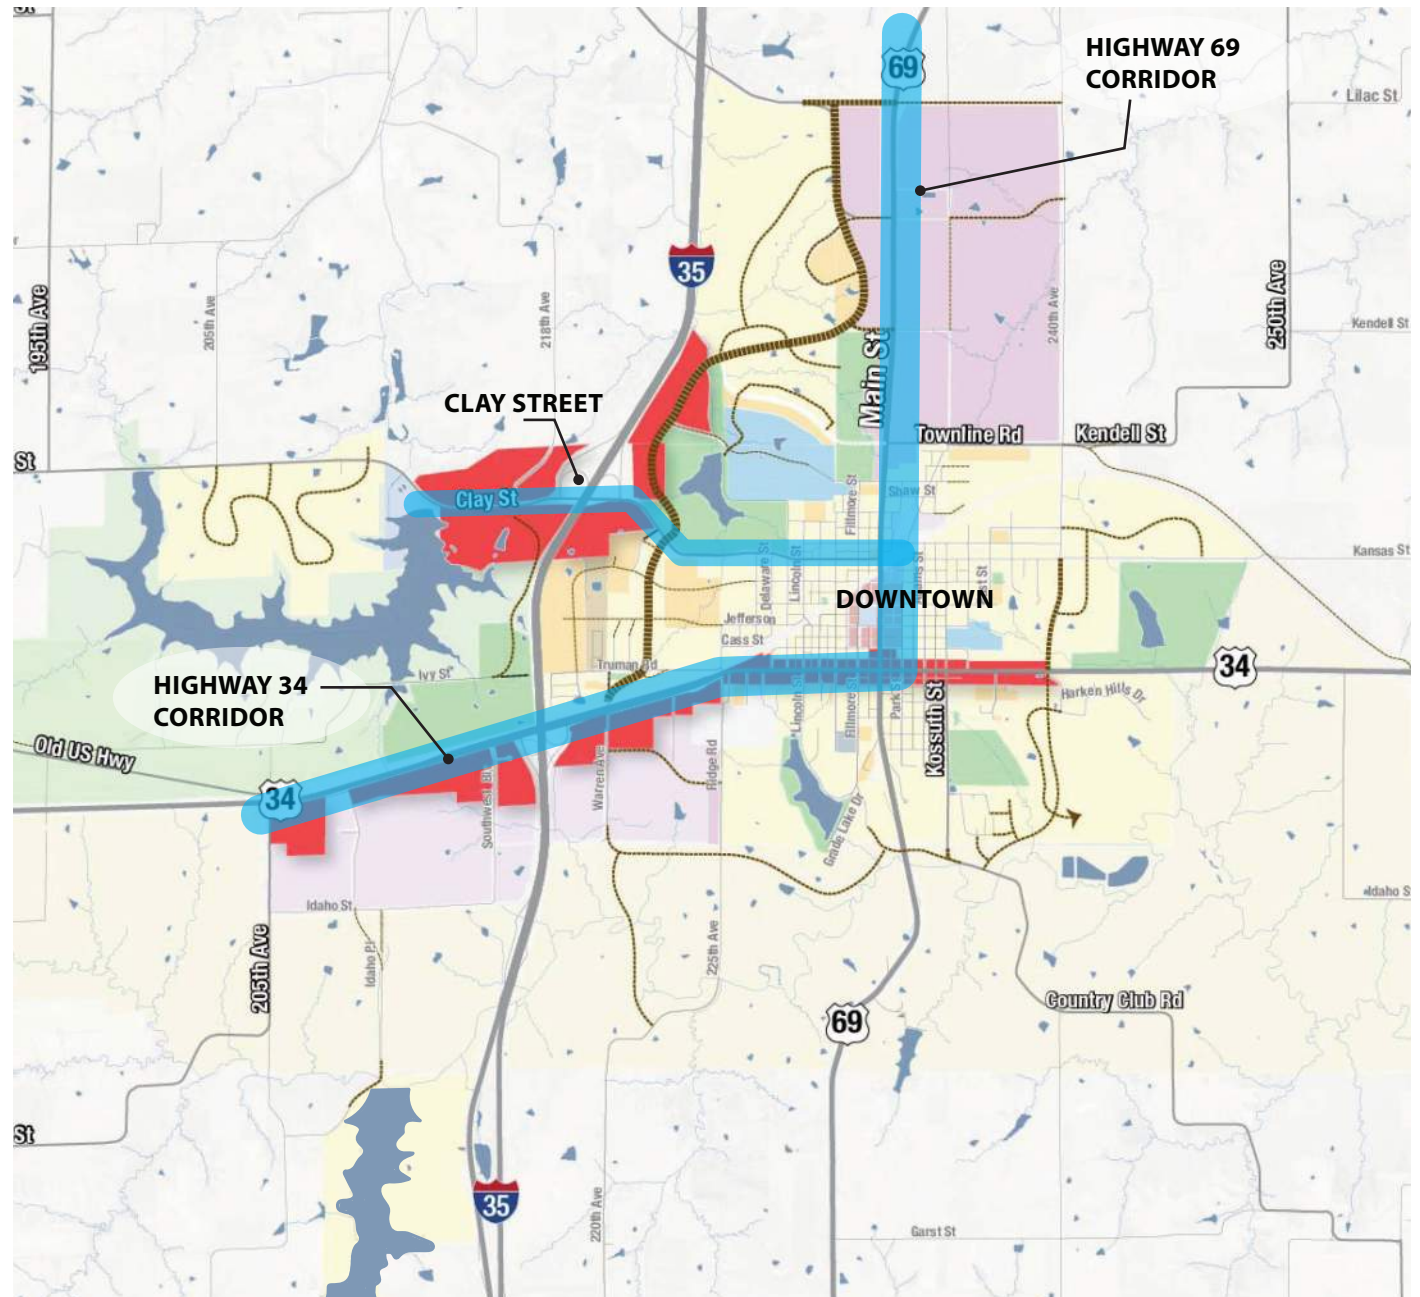 St
69
HIGHWAY 69
CORRIDOR
Lilac St
35
195th Ave
205th Ave
218th Ave
240th Ave
250th Ave
Kendell St
Main St
CLAY STREET
Townline Rd
Kendell St
St
Clay St
Shaw St
Fillmore St
Kansas St
Delaware St
Lincoln St
DOWNTOWN
Jefferson
Cass St
Truman Rd
Ivy St
34
HIGHWAY 34
CORRIDOR
Harken Hills Dr
Lincoln St
Fillmore St
Park St
Kossuth St
Old US Hwy
34
Southwest Bl
Warren Ave
Ridge Rd
Grade Lake Dr
Idaho St
Idaho S
205th Ave
Idaho Pl
225th Ave
Country Club Rd
69
St
35
220th Ave
Garst St